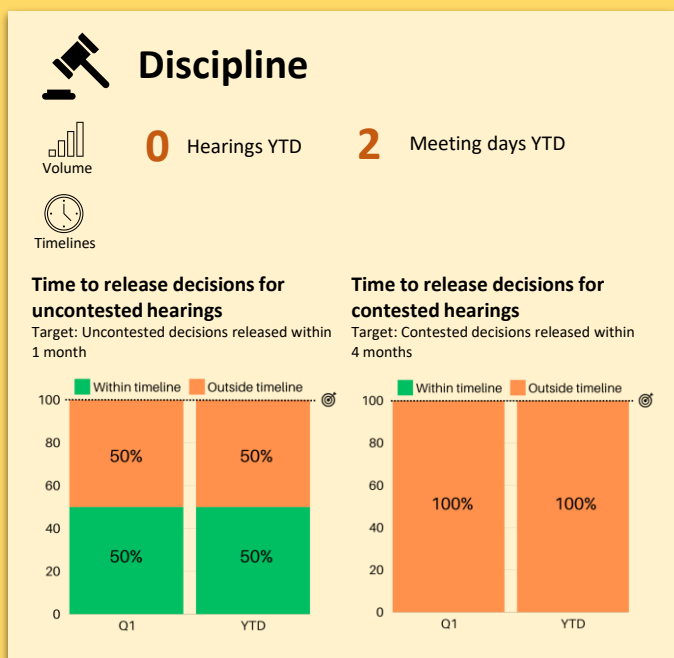 Discipline
Volume
0 Hearings YTD
2 Meeting days YTD
Timelines
Time to release decisions for
uncontested hearings
Target: Uncontested decisions released within
1 month
Within timeline Outside timeline
100
80
60
40
20
0
50% 50%
50% 50%
Q1 YTD
Time to release decisions for
contested hearings
Target: Contested decisions released within
4 months
Within timeline Outside timeline
100
80
60
40
20
0
100% 100%
Q1 YTD